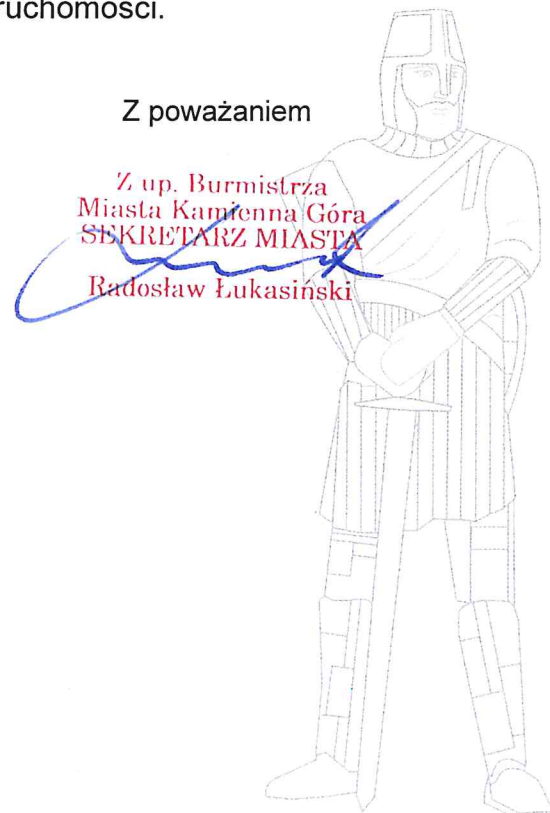 ruchomości.
Z poważaniem
Z up. Burmistrza
Miasta Kamienna Góra
SEKRETARZ MIASTA
Radosław Łukasiński